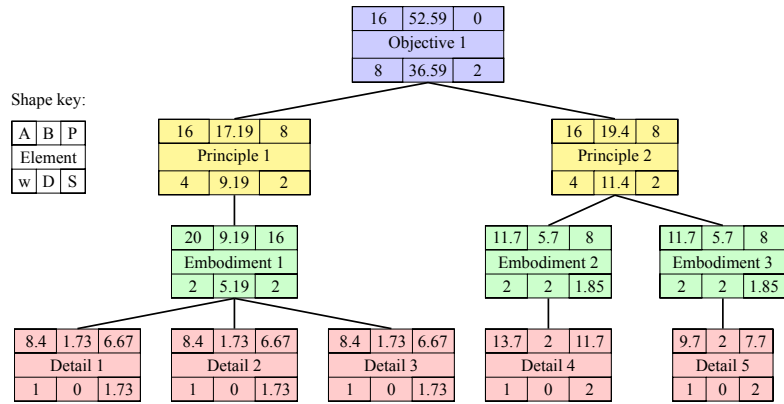 16 52.59 0
Objective 1
8 36.59 2
Shape key:
A B P
Element
w D S
16 17.19 8
Principle 1
4 9.19 2
16 19.4 8
Principle 2
4 11.4 2
20 9.19 16
Embodiment 1
2 5.19 2
11.7 5.7 8
Embodiment 2
2 2 1.85
11.7 5.7 8
Embodiment 3
2 2 1.85
8.4 1.73 6.67
Detail 1
1 0 1.73
8.4 1.73 6.67
Detail 2
1 0 1.73
8.4 1.73 6.67
Detail 3
1 0 1.73
13.7 2 11.7
Detail 4
1 0 2
9.7 2 7.7
Detail 5
1 0 2